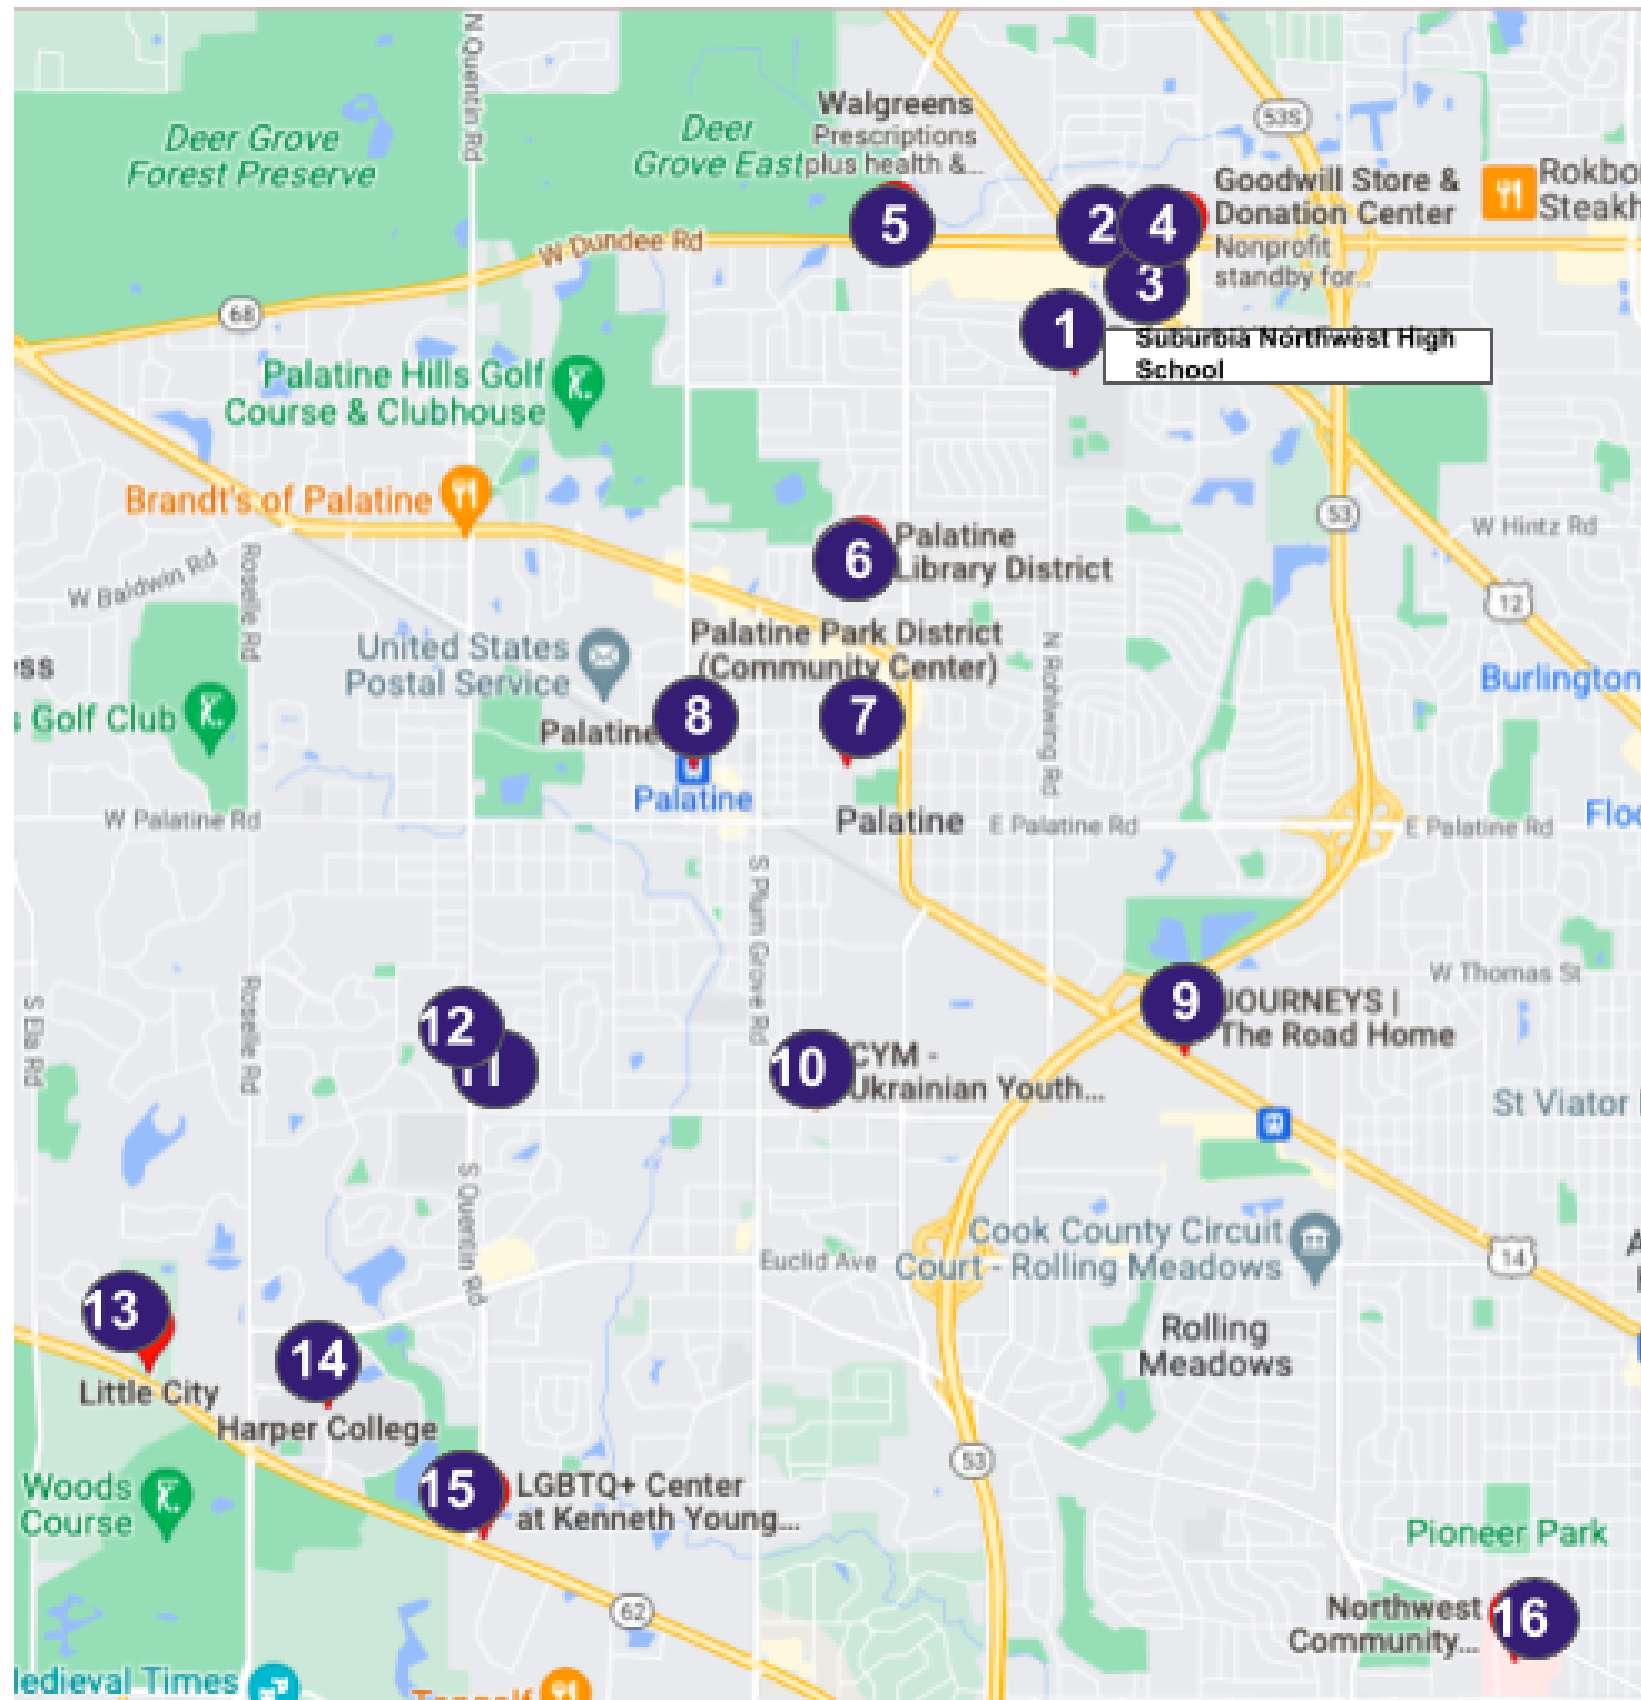 N Quentin Rd
Walgreens
Prescriptions
plus health &...
Deer Grove
Forest Preserve
Deer
Grove East
53S
Goodwill Store &
Donation Center
Nonprofit
standby for..
Steakh
5
2
4
3
1
W Dundee Rd
68
Suburbia Northwest High
School
Palatine Hills Golf
Course & Clubhouse
Brandt's of Palatine
53
W Hintz Rd
6
Palatine
Library District
W Baldwin Rd
Roselle Rd
12
United States
Postal Service
Palatine Park District
(Community Center)
N Rohlwing Rd
ss
s Golf Club
Burlington
8
7
Palatine
Palatine
W Palatine Rd
Palatine
E Palatine Rd
E Palatine Rd
Floo
S Plum Grove Rd
W Thomas St
S Ela Rd
Roselle Rd
12
11
10
CYM -
Ukrainian Youth...
9
JOURNEYS |
The Road Home
St Viator
S Quentin Rd
Euclid Ave
Cook County Circuit
Court - Rolling Meadows
14
13
Little City
14
Harper College
Rolling
Meadows
53
Woods
Course
15
LGBTQ+ Center
at Kenneth Young...
Pioneer Park
62
Northwest
Community...
16
Medieval Times
Topgolf